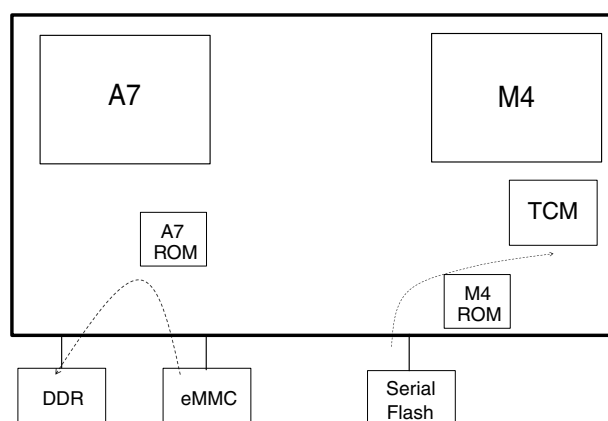 A7
M4
TCM
A7
ROM
M4
ROM
DDR
eMMC
Serial
Flash